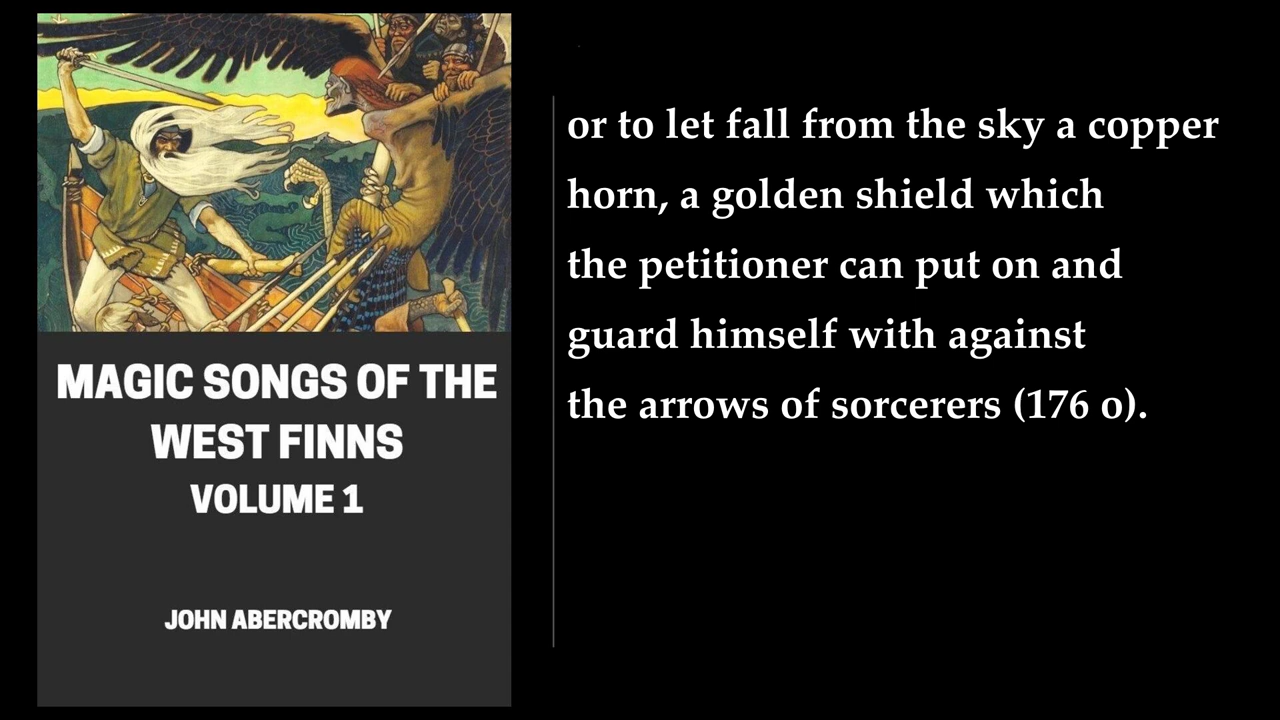 MAGIC SONGS OF THE
WEST FINNS
VOLUME 1
JOHN ABERCROMBY
or to let fall from the sky a copper
horn, a golden shield which
the petitioner can put on and
guard himself with against
the arrows of sorcerers (176 o).